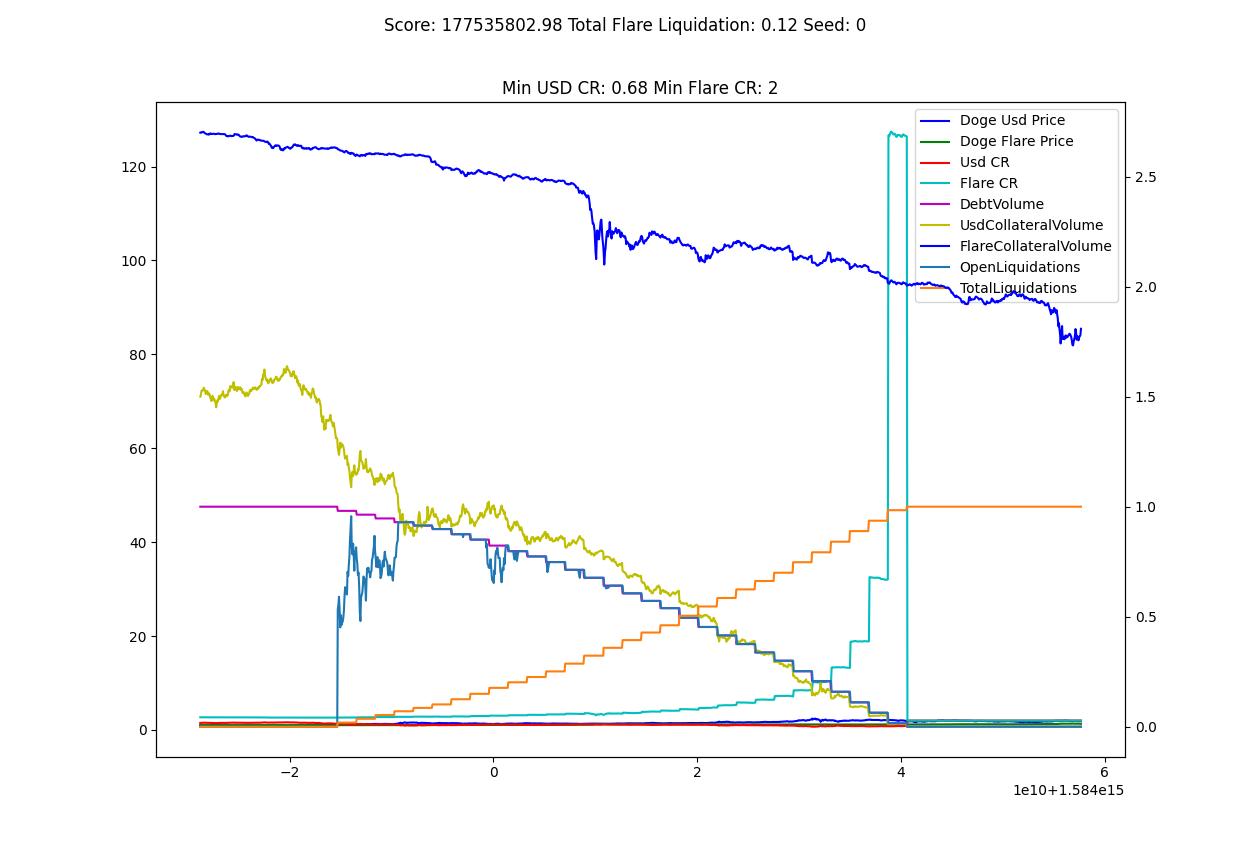 Score: 177535802.98 Total Flare Liquidation: 0.12 Seed: 0
Min USD CR: 0.68 Min Flare CR: 2
Doge Usd Price
Doge Flare Price
Usd CR
Flare CR
DebtVolume
UsdCollateralVolume
FlareCollateralVolume
OpenLiquidations
TotalLiquidations
120
100
80
60
40
20
0
2.5
2.0
1.5
1.0
0.5
0.0
−2
0
2
4
6
1e10+1.584e15